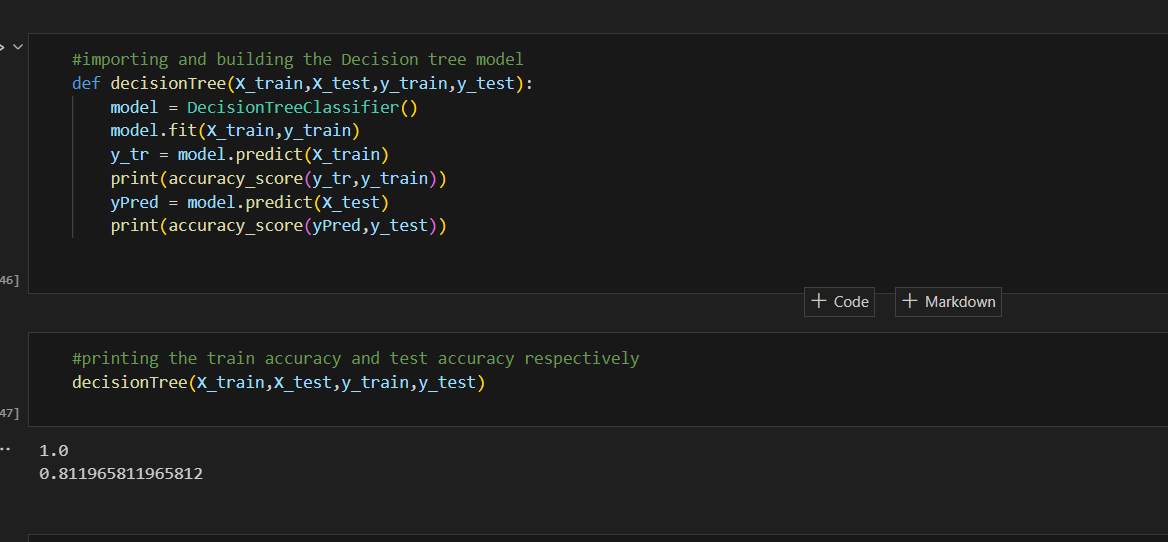 #importing and building the Decision tree model
def decisionTree(X_train,X_test,y_train,y_test):
model = DecisionTreeClassifier()
model.fit(X_train,y_train)
y_tr = model.predict(X_train)
print(accuracy_score(y_tr,y_train))
yPred = model.predict(X_test)
print(accuracy_score(yPred,y_test))
46]
+ Code + Markdown
#printing the train accuracy and test accuracy respectively
decisionTree(X_train,X_test,y_train,y_test)
47]
1.0
0.811965811965812